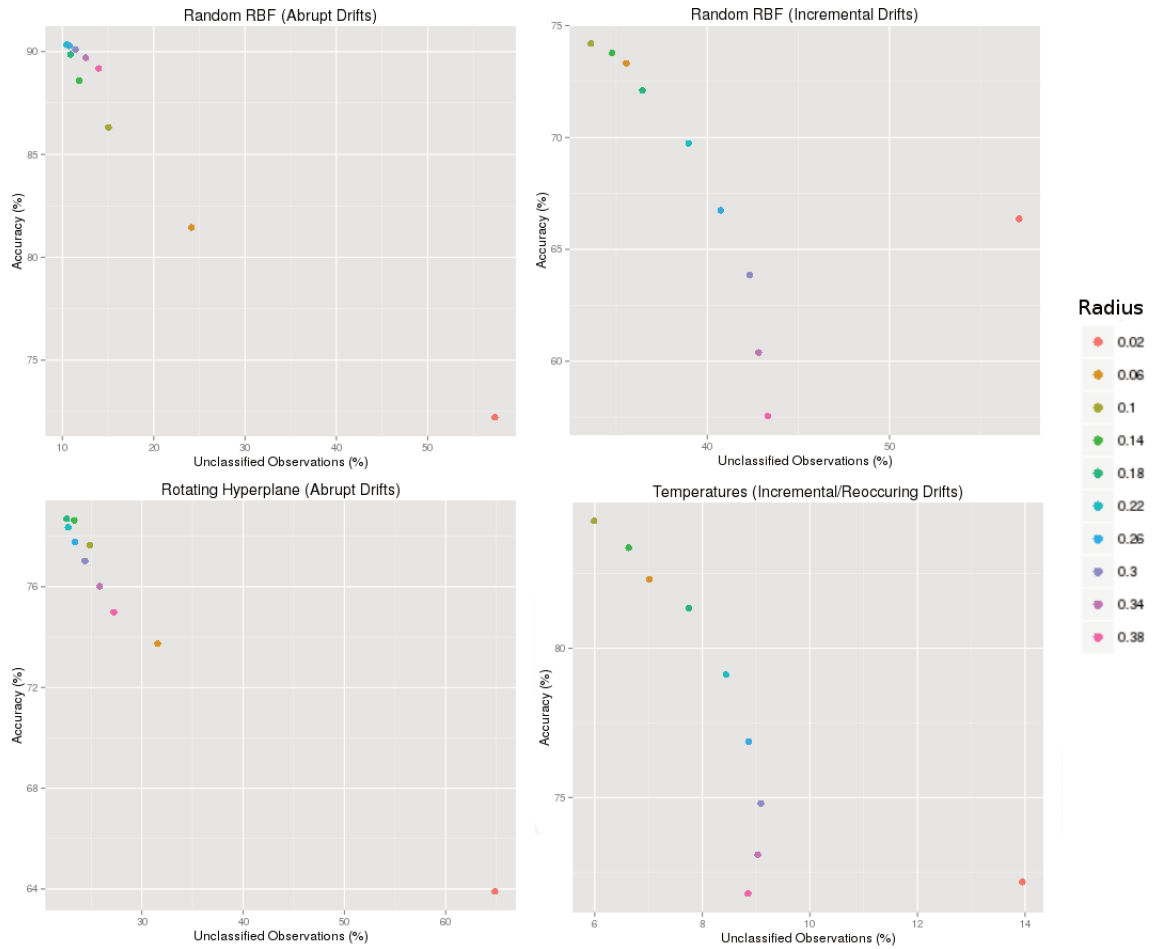 Random RBF (Abrupt Drifts)
90
85
80
75
Accuracy (%)
10 20 30 40 50
Unclassified Observations (%)
Random RBF (Incremental Drifts)
75
70
65
60
Accuracy (%)
40 50
Unclassified Observations (%)
Rotating Hyperplane (Abrupt Drifts)
76
72
68
64
Accuracy (%)
30 40 50 60
Unclassified Observations (%)
Temperatures (Incremental/Reoccuring Drifts)
80
75
Accuracy (%)
6 8 10 12 14
Unclassified Observations (%)
Radius
0.02
0.06
0.1
0.14
0.18
0.22
0.26
0.3
0.34
0.38